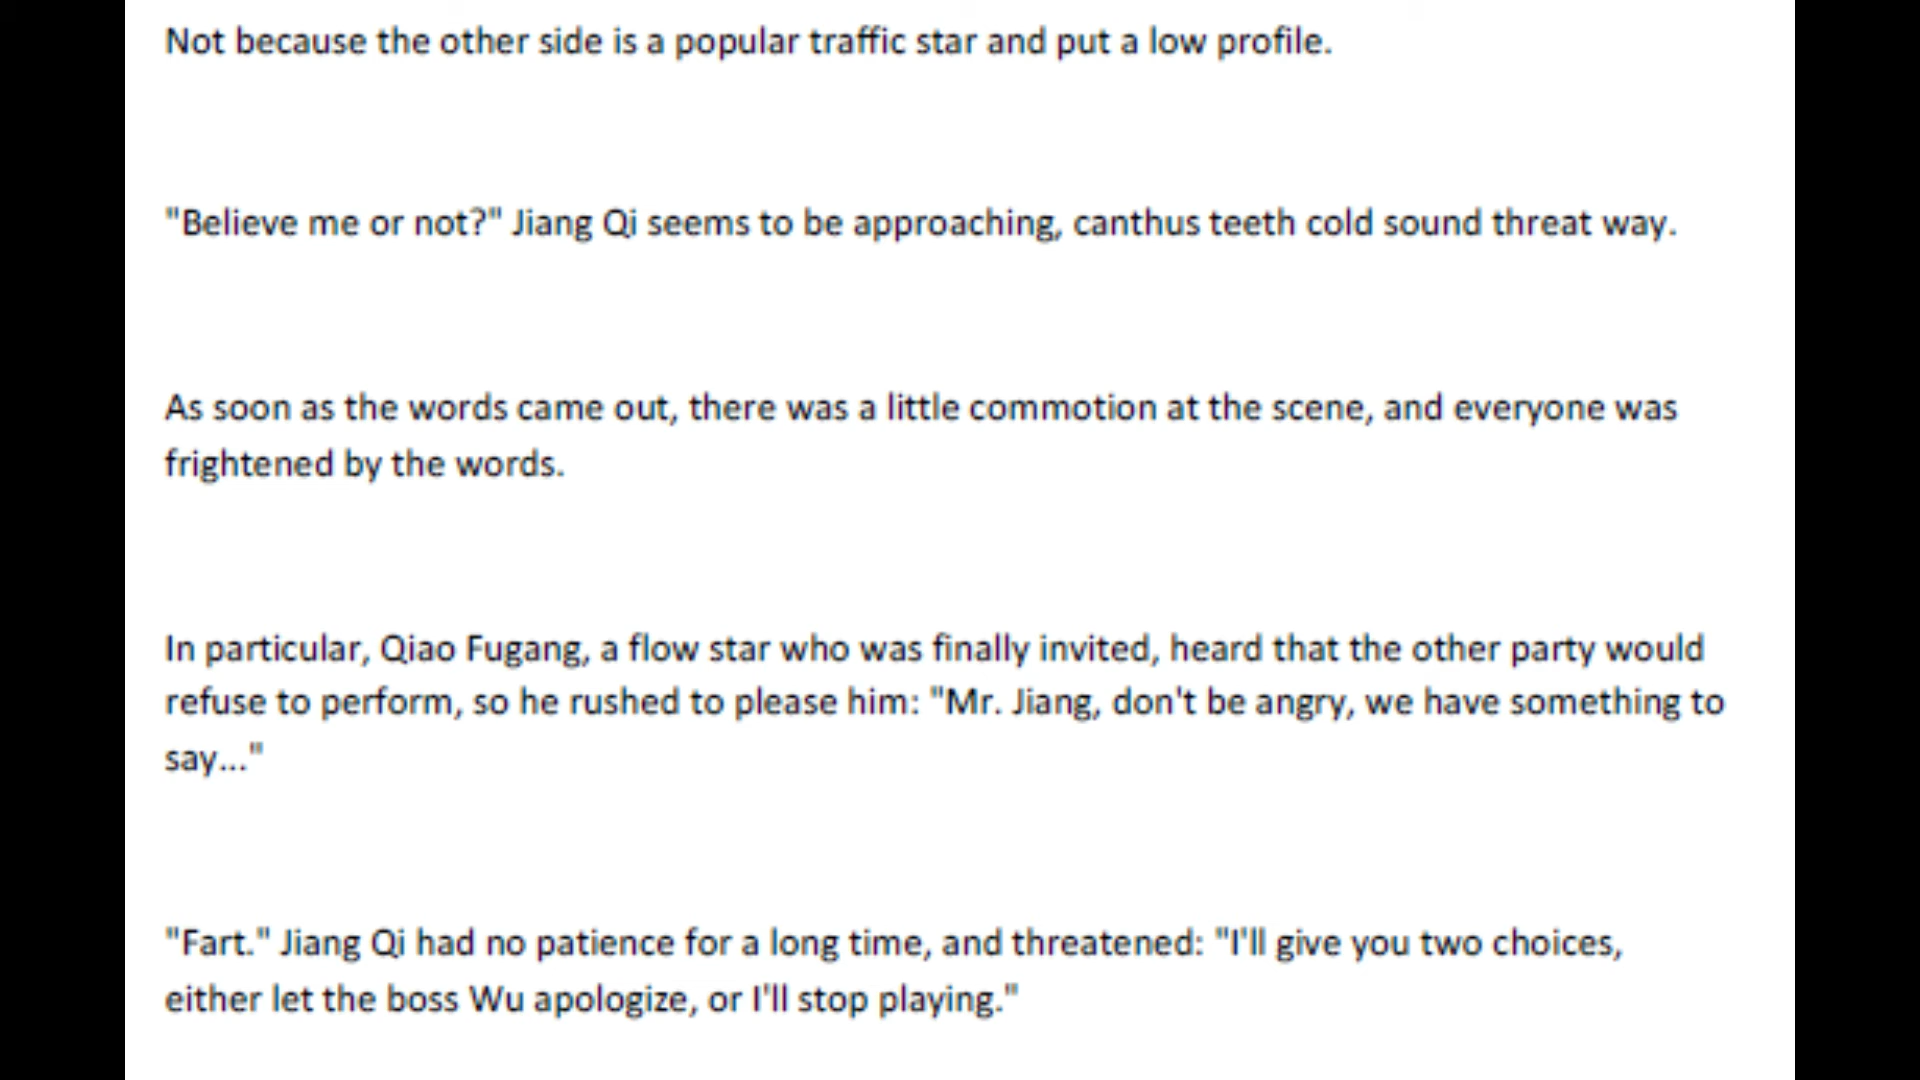 Not because the other side is a popular traffic star and put a low profile.
"Believe me or not?" Jiang Qi seems to be approaching, canthus teeth cold sound threat way.
As soon as the words came out, there was a little commotion at the scene, and everyone was
frightened by the words.
In particular, Qiao Fugang, a flow star who was finally invited, heard that the other party would
refuse to perform, so he rushed to please him: "Mr. Jiang, don't be angry, we have something to
say..."
"Fart." Jiang Qi had no patience for a long time, and threatened: "I'll give you two choices,
either let the boss Wu apologize, or I'll stop playing."